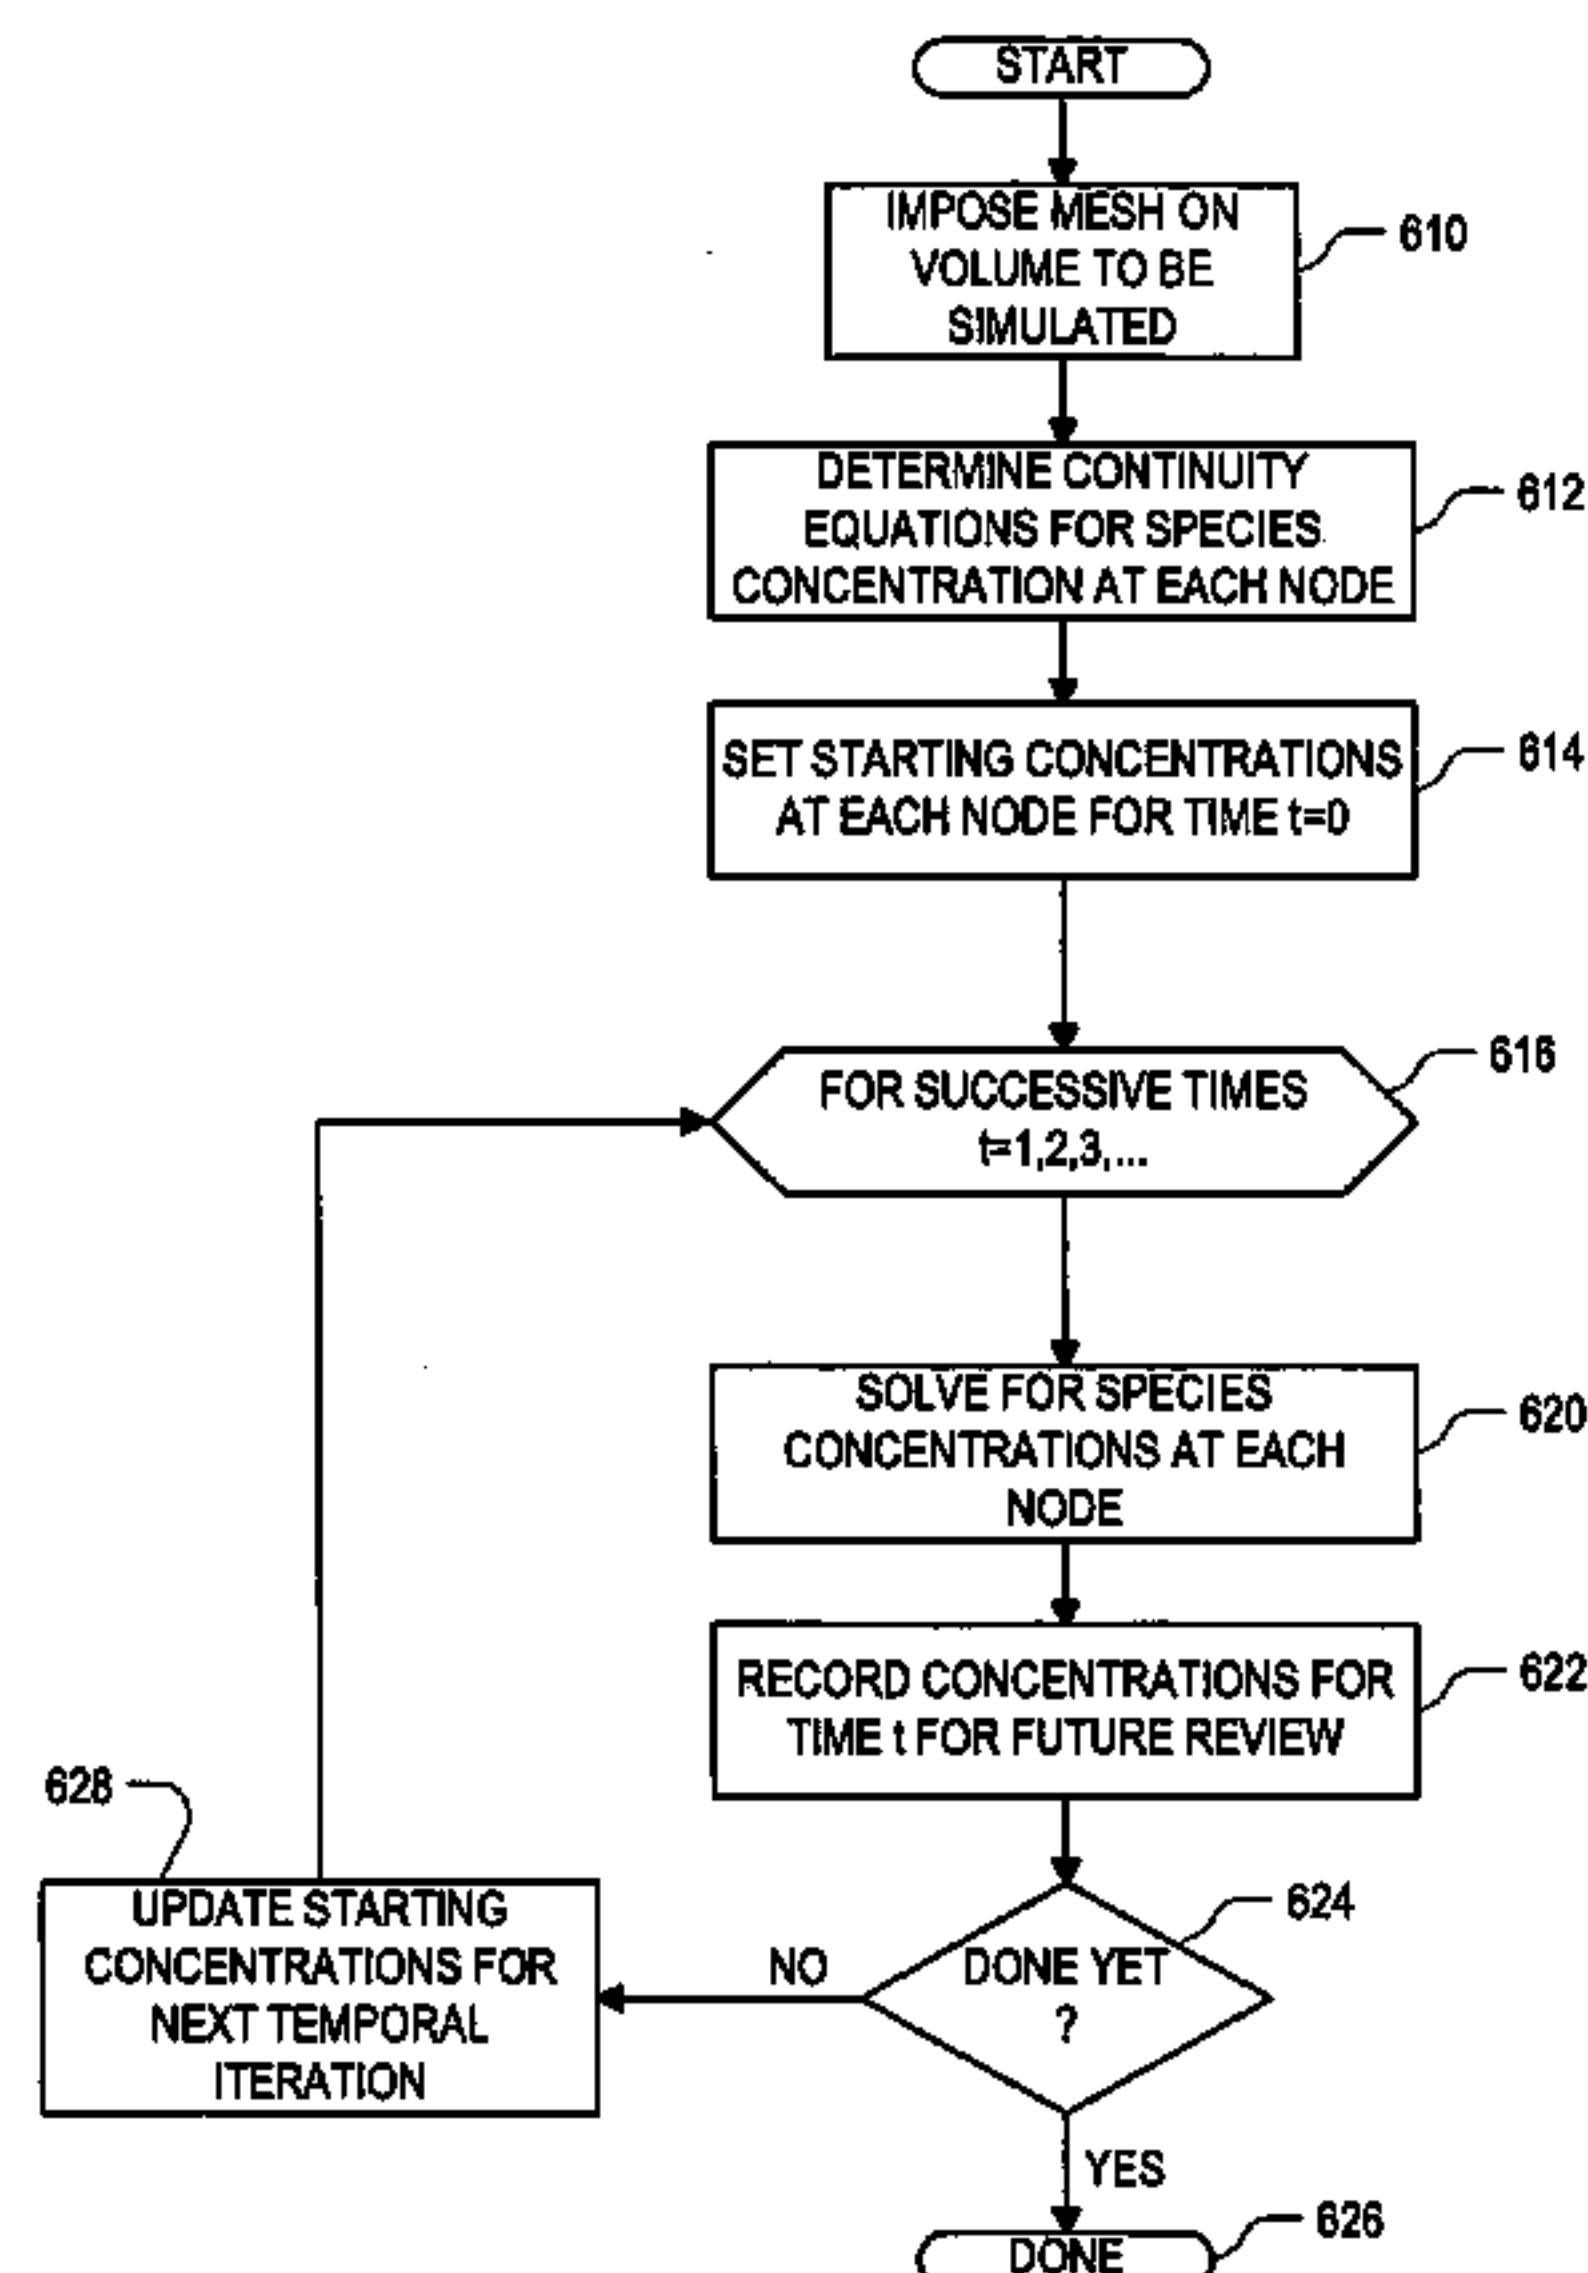 START
IMPOSE MESH ON
VOLUME TO BE
SIMULATED
610
DETERMINE CONTINUITY
EQUATIONS FOR SPECIES
CONCENTRATION AT EACH NODE
612
SET STARTING CONCENTRATIONS
AT EACH NODE FOR TIME t=0
614
FOR SUCCESSIVE TIMES
t=1,2,3,...
616
SOLVE FOR SPECIES
CONCENTRATIONS AT EACH
NODE
620
RECORD CONCENTRATIONS FOR
TIME t FOR FUTURE REVIEW
622
628
UPDATE STARTING
CONCENTRATIONS FOR
NEXT TEMPORAL
ITERATION
NO
DONE YET
?
624
YES
DONE
626